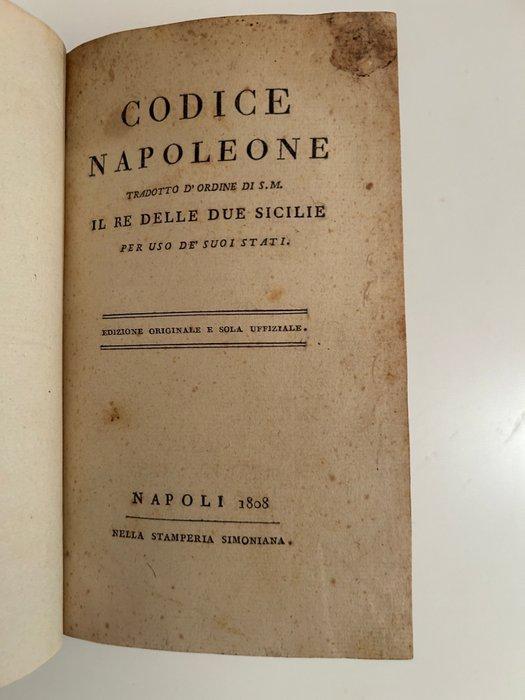 CODICE
NAPOLEONE
TRADOTTO D' ORDINE DI S. M.
IL RE DELLE DUE SICILIE
PER USO DE' SUOI STATI.
EDIZIONE ORIGINALE E SOLA UFFIZIALE.
NAPOLI 1808
NELLA STAMPERIA SIMONIANA.